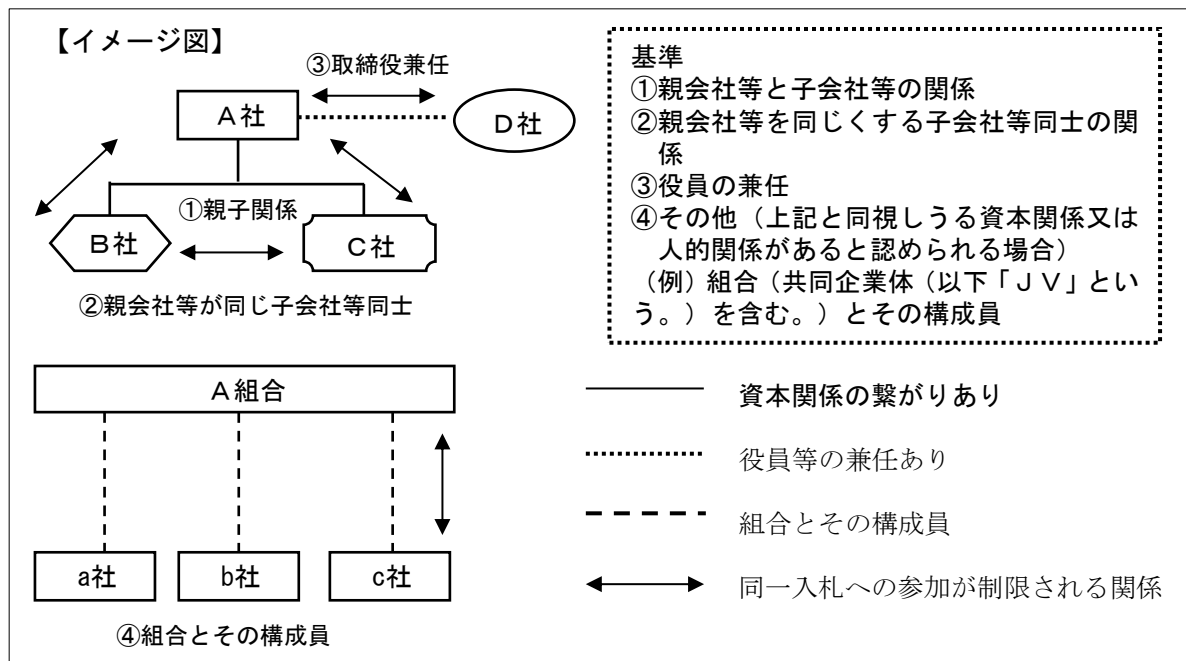 【イメージ図】
③取締役兼任
A社
D社
①親子関係
B社
C社
②親会社等が同じ子会社等同士
基準
①親会社等と子会社等の関係
②親会社等を同じくする子会社等同士の関
係
③役員の兼任
④その他（上記と同視しうる資本関係又は
人的関係があると認められる場合）
（例）組合（共同企業体（以下「ＪＶ」とい
う。）を含む。）とその構成員
A組合
a社
b社
c社
④組合とその構成員
資本関係の繋がりあり
役員等の兼任あり
組合とその構成員
同一入札への参加が制限される関係